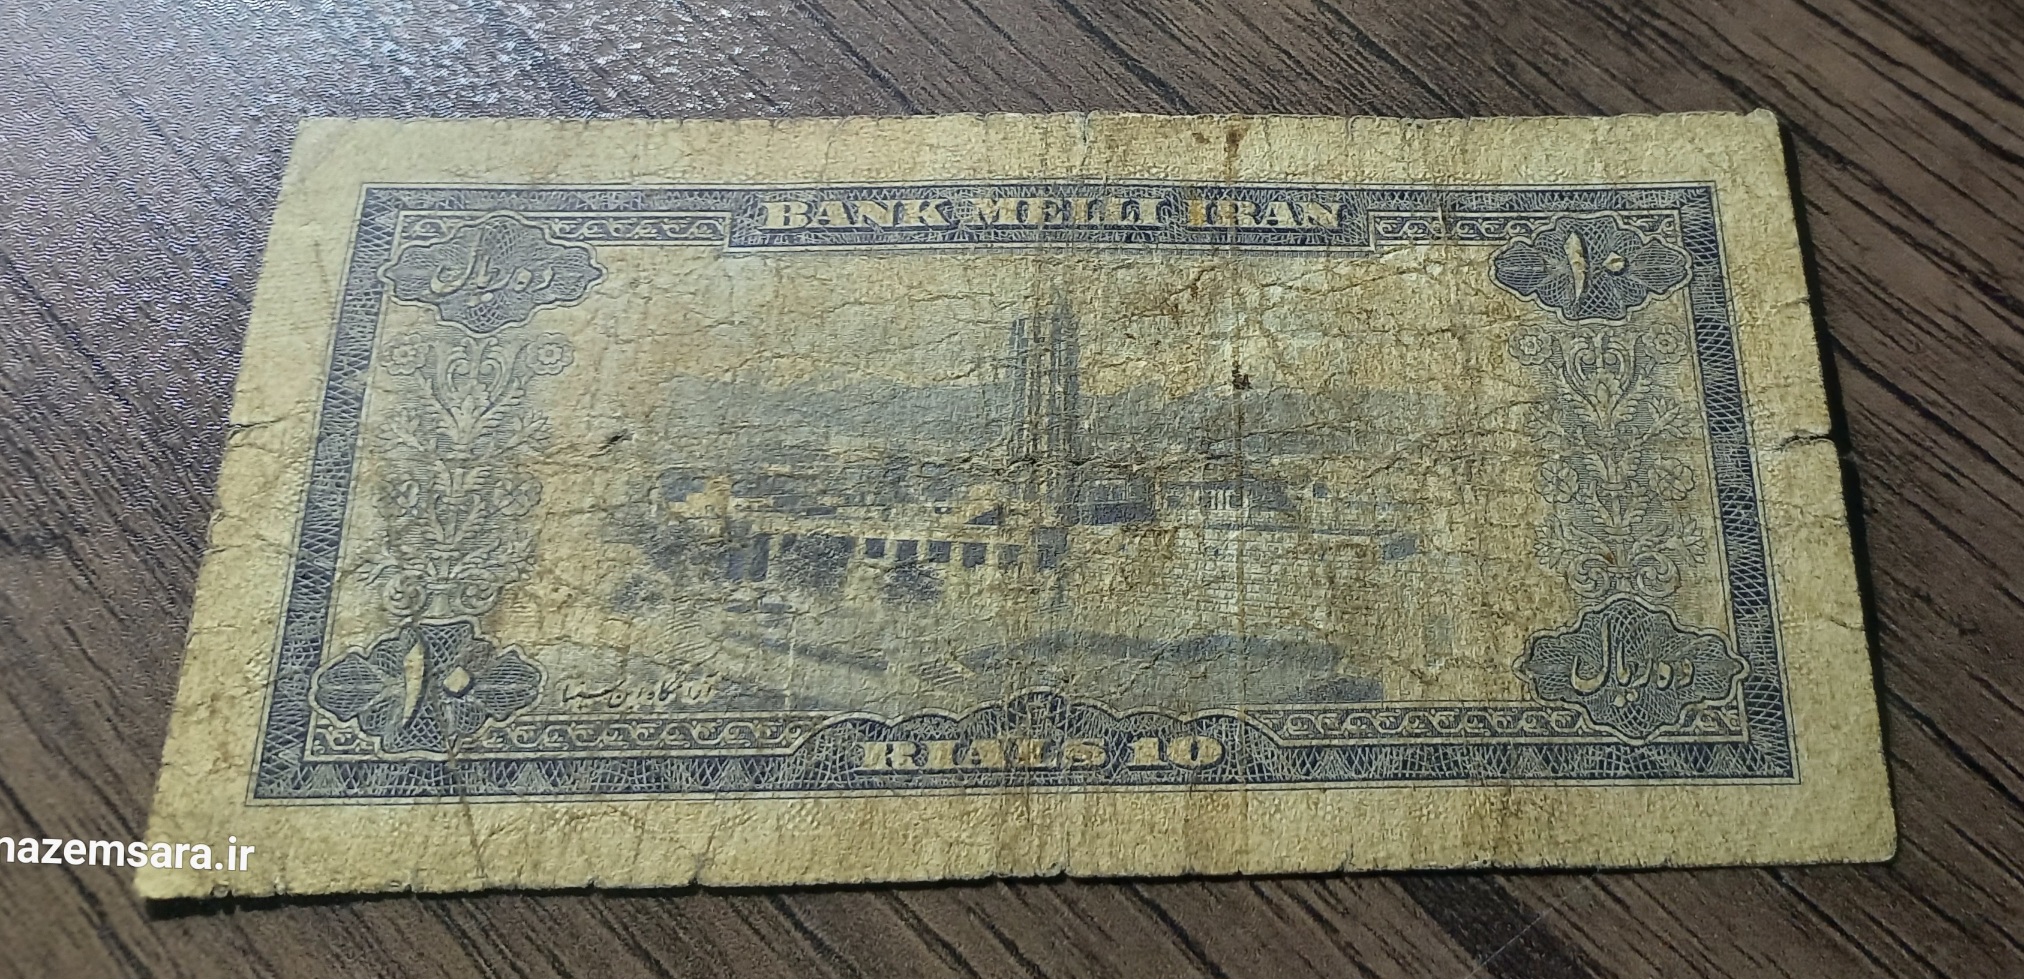 BANK MELLI IRAN
ده ریال
۱۰
۱۰
آرامگاه ابن سینا
ده ریال
RIALS 10
nazemsara.ir